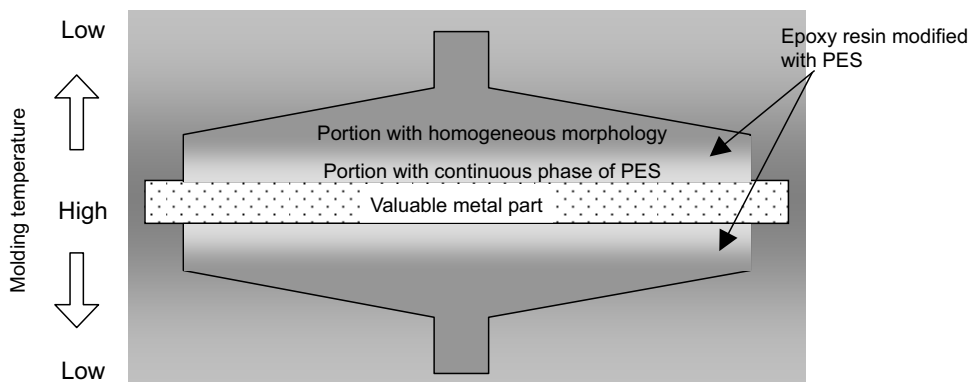 Low
Epoxy resin modified
with PES
Portion with homogeneous morphology
Portion with continuous phase of PES
Molding temperature
High
Valuable metal part
Low